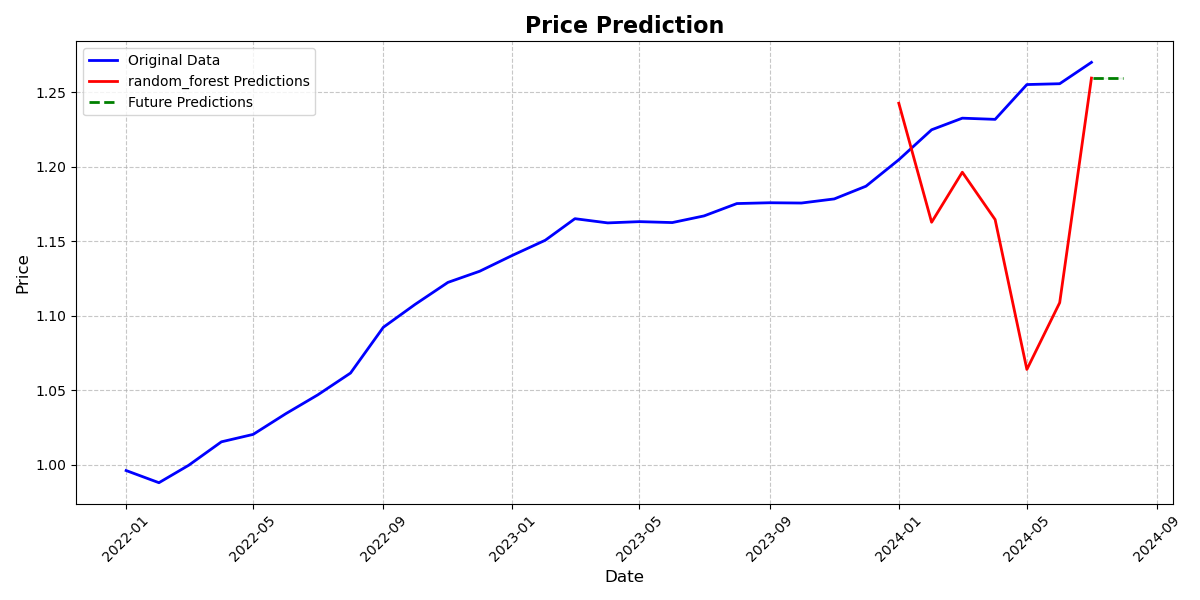 Price Prediction
Original Data
random_forest Predictions
Future Predictions
Price
1.25
1.20
1.15
1.10
1.05
1.00
2022-01
2022-05
2022-09
2023-01
2023-05
2023-09
2024-01
2024-05
2024-09
Date